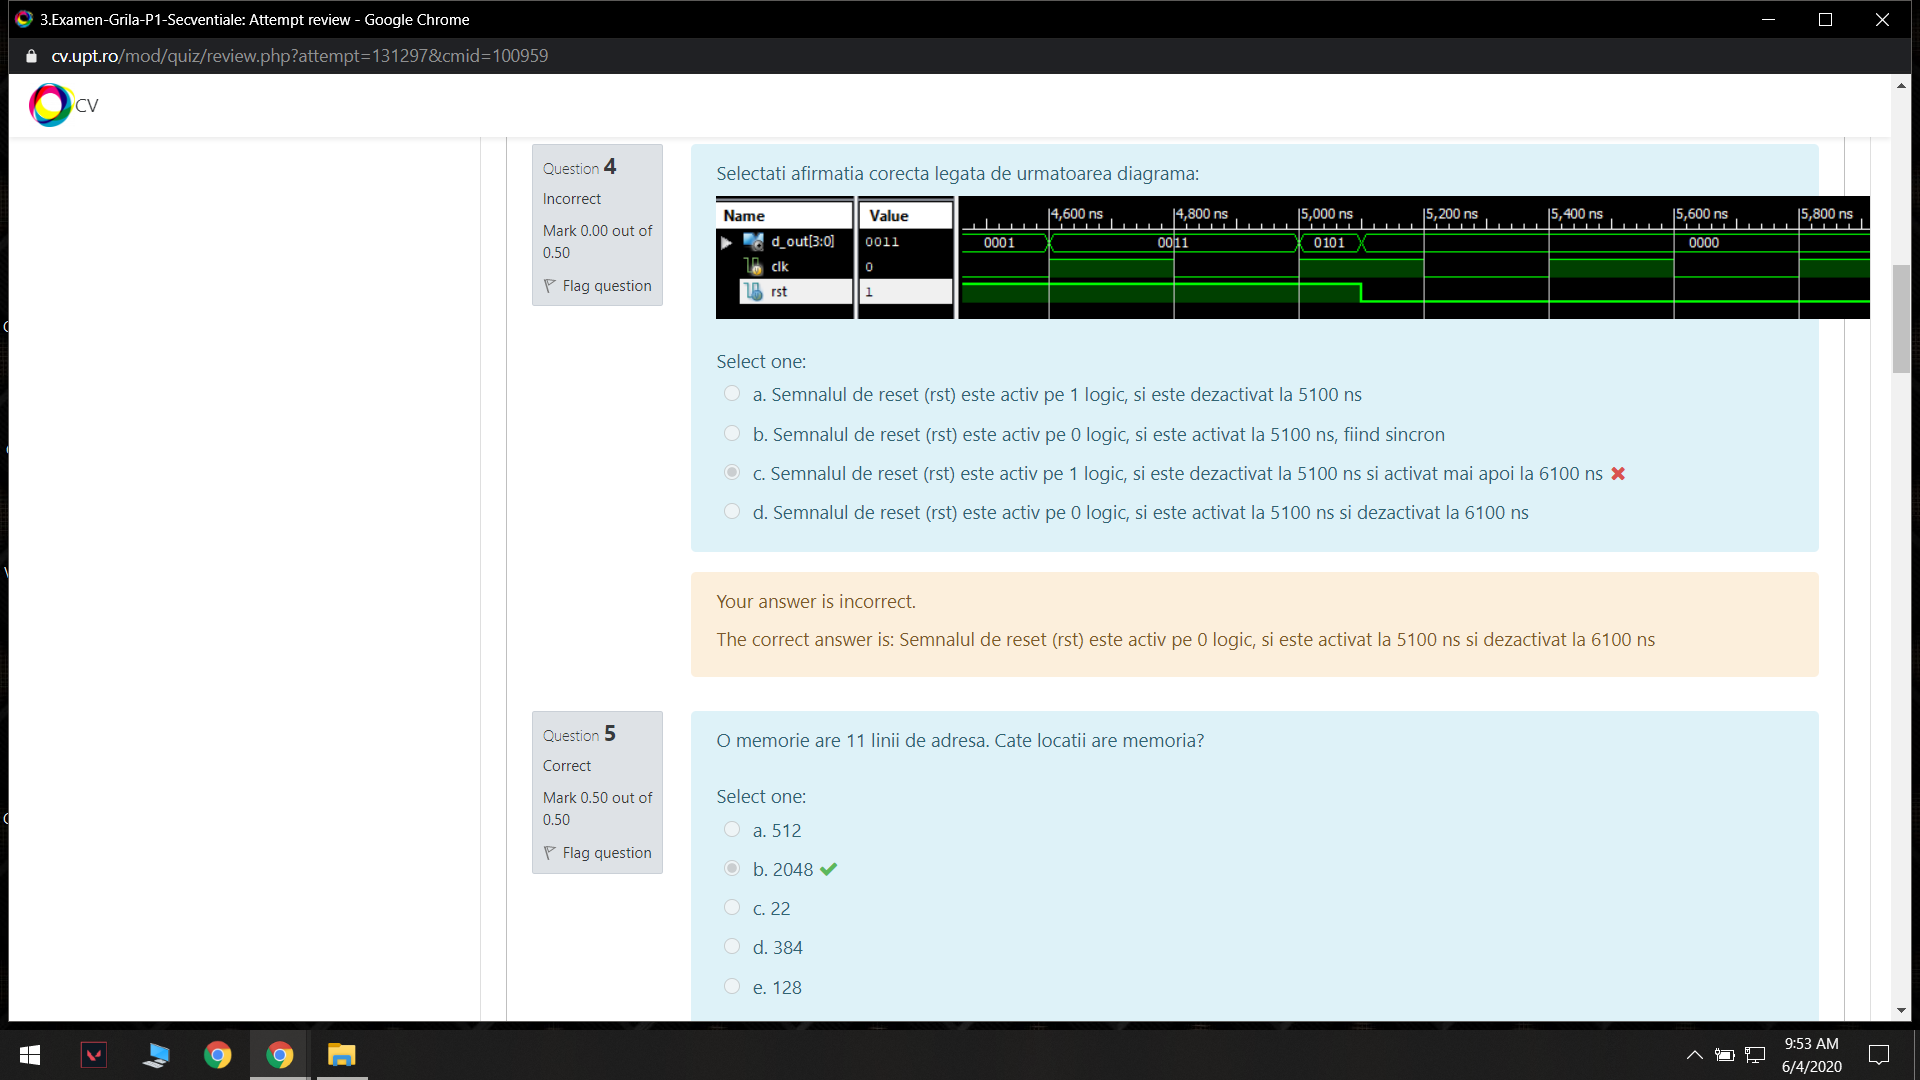 3.Examen-Grila-P1-Secventiale: Attempt review - Google Chrome
cv.upt.ro/mod/quiz/review.php?attempt=131297&cmid=100959
CV
Question 4
Incorrect
Mark 0.00 out of
0.50
Flag question
Selectati afirmatia corecta legata de urmatoarea diagrama:
Name Value 4,600 ns 4,800 ns 5,000 ns 5,200 ns 5,400 ns 5,600 ns 5,800 ns
d_out[3:0] 0011 0001 0011 0101 0000
clk 0
rst 1
Select one:
a. Semnalul de reset (rst) este activ pe 1 logic, si este dezactivat la 5100 ns
b. Semnalul de reset (rst) este activ pe 0 logic, si este activat la 5100 ns, fiind sincron
c. Semnalul de reset (rst) este activ pe 1 logic, si este dezactivat la 5100 ns si activat mai apoi la 6100 ns
d. Semnalul de reset (rst) este activ pe 0 logic, si este activat la 5100 ns si dezactivat la 6100 ns
Your answer is incorrect.
The correct answer is: Semnalul de reset (rst) este activ pe 0 logic, si este activat la 5100 ns si dezactivat la 6100 ns
Question 5
Correct
Mark 0.50 out of
0.50
Flag question
O memorie are 11 linii de adresa. Cate locatii are memoria?
Select one:
a. 512
b. 2048
c. 22
d. 384
e. 128
9:53 AM
6/4/2020